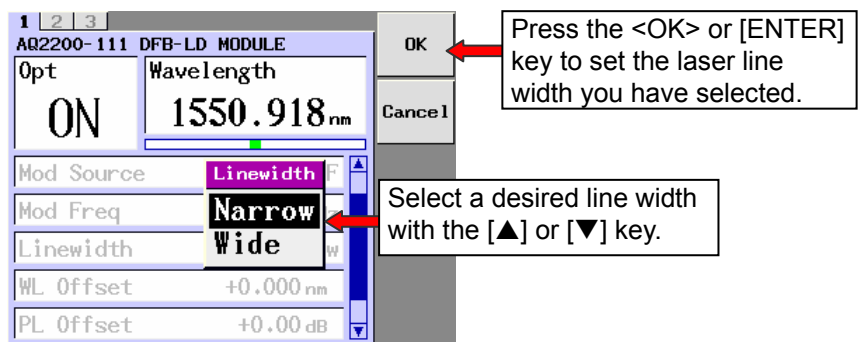 1 2 3
AQ2200-111 DFB-LD MODULE
Opt
ON
Wavelength
1550.918nm
OK
Cancel
Press the <OK> or [ENTER]
key to set the laser line
width you have selected.
Mod Source F
Mod Freq
Linewidth w
Linewidth
Narrow
Wide
Select a desired line width
with the [▲] or [▼] key.
WL Offset +0.000nm
PL Offset +0.00dB